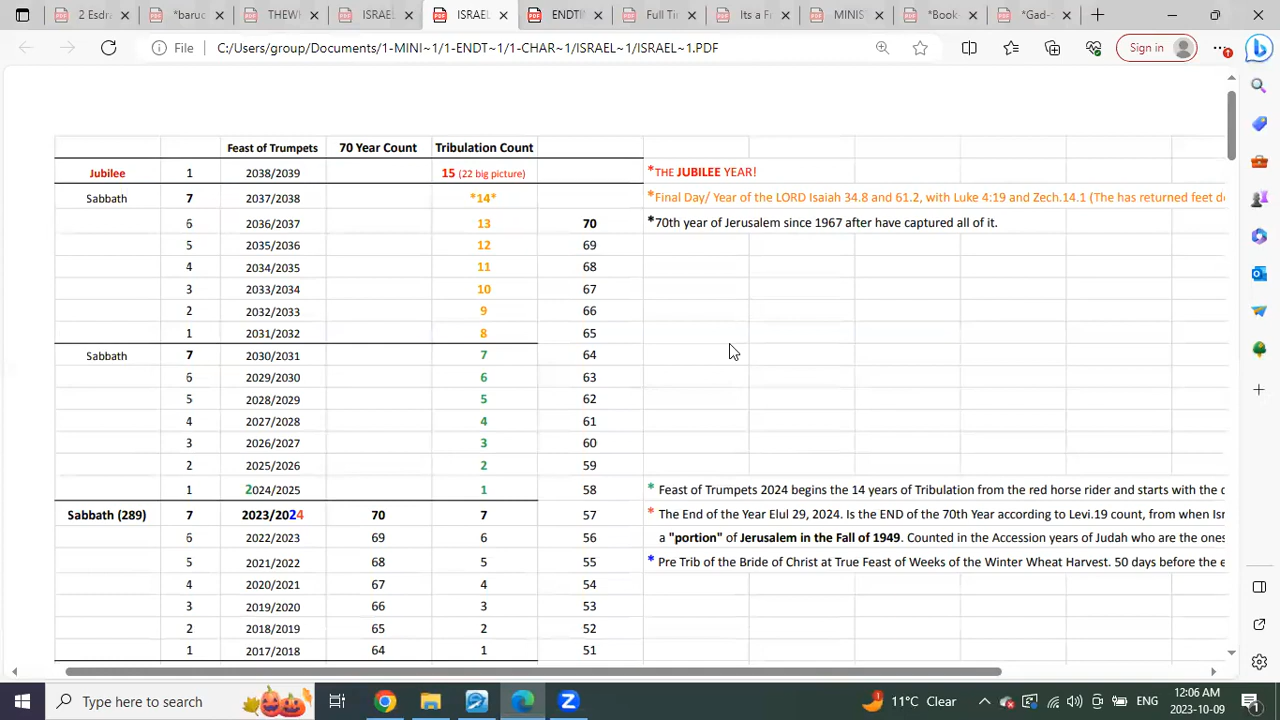 2 Esdra
*baruc
THEWH
ISRAEL
ISRAEL
ENDTIM
Full Tim
Its a Fr
MINIS
*Book-
*Gad-t
File C:/Users/group/Documents/1-MINI~1/1-ENDT~1/1-CHAR~1/ISRAEL~1/ISRAEL~1.PDF
Sign in
Feast of Trumpets 70 Year Count Tribulation Count
Jubilee 1 2038/2039 15 (22 big picture) *THE JUBILEE YEAR!
Sabbath 7 2037/2038 *14* *Final Day/ Year of the LORD Isaiah 34.8 and 61.2, with Luke 4:19 and Zech.14.1 (The has returned feet d
6 2036/2037 13 70 *70th year of Jerusalem since 1967 after have captured all of it.
5 2035/2036 12 69
4 2034/2035 11 68
3 2033/2034 10 67
2 2032/2033 9 66
1 2031/2032 8 65
Sabbath 7 2030/2031 7 64
6 2029/2030 6 63
5 2028/2029 5 62
4 2027/2028 4 61
3 2026/2027 3 60
2 2025/2026 2 59
1 2024/2025 1 58 * Feast of Trumpets 2024 begins the 14 years of Tribulation from the red horse rider and starts with the
Sabbath (289) 7 2023/2024 70 7 57 * The End of the Year Elul 29, 2024. Is the END of the 70th Year according to Levi.19 count, from when Isr
6 2022/2023 69 6 56 a "portion" of Jerusalem in the Fall of 1949. Counted in the Accession years of Judah who are the ones
5 2021/2022 68 5 55 * Pre Trib of the Bride of Christ at True Feast of Weeks of the Winter Wheat Harvest. 50 days before the e
4 2020/2021 67 4 54
3 2019/2020 66 3 53
2 2018/2019 65 2 52
1 2017/2018 64 1 51
Type here to search
11°C Clear
ENG
12:06 AM
2023-10-09